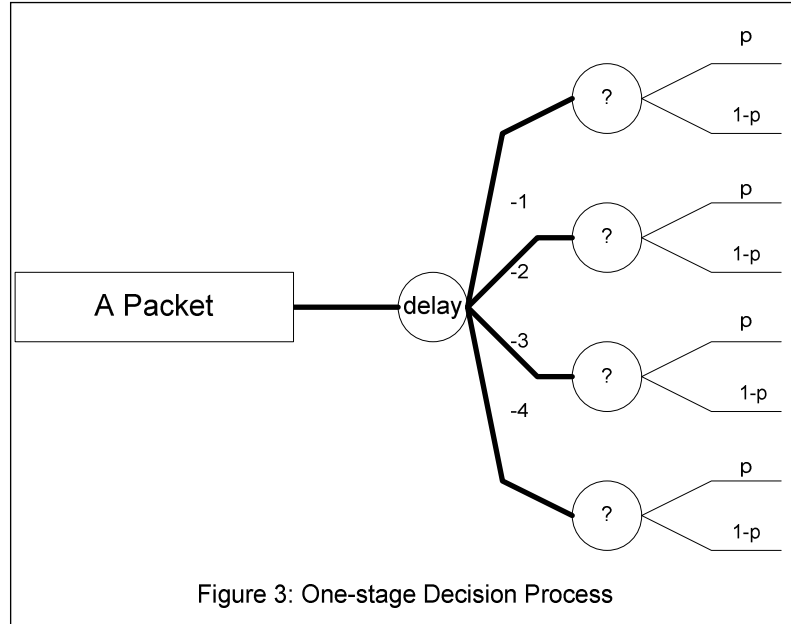 p
?
1-p
-1
p
?
-2
1-p
A Packet
delay
-3
p
?
1-p
-4
p
?
1-p
Figure 3: One-stage Decision Process